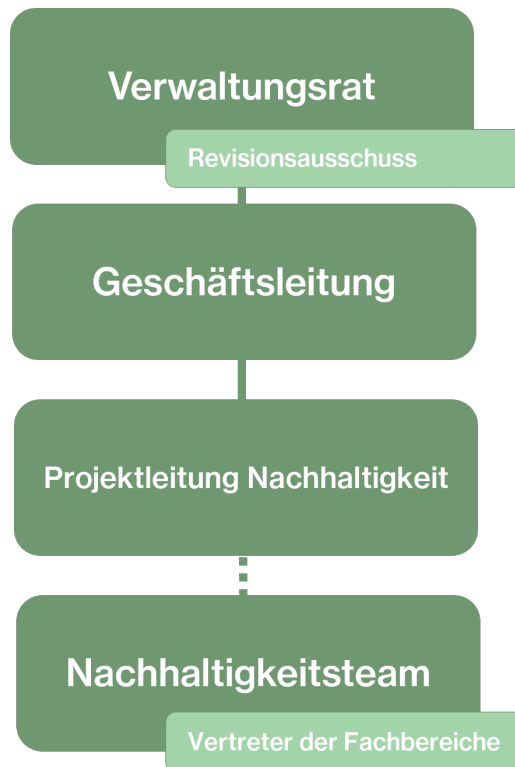 Verwaltungsrat
Revisionsausschuss
Geschäftsleitung
Projektleitung Nachhaltigkeit
Nachhaltigkeitsteam
Vertreter der Fachbereiche